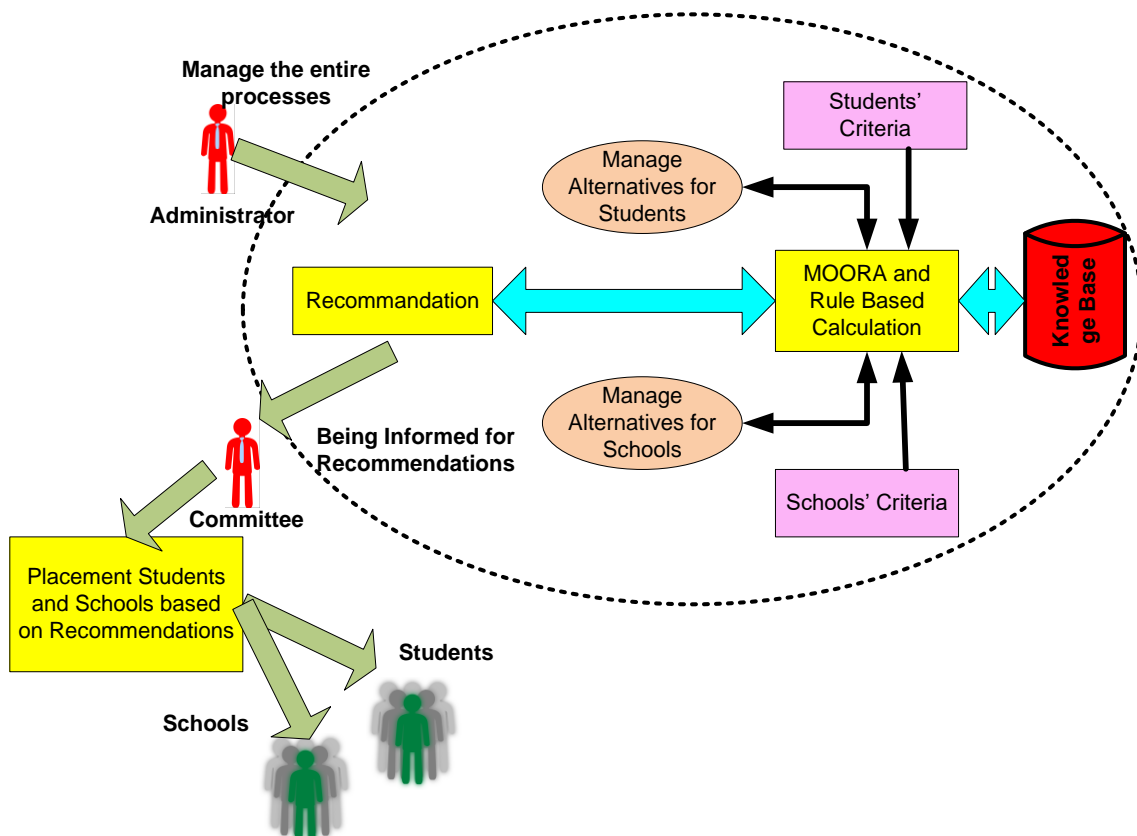 Manage the entire
processes
Administrator
Students’
Criteria
Manage
Alternatives for
Students
Recommandation
MOORA and
Rule Based
Calculation
Knowled
ge Base
Manage
Alternatives for
Schools
Being Informed for
Recommendations
Schools’ Criteria
Committee
Placement Students
and Schools based
on Recommendations
Students
Schools